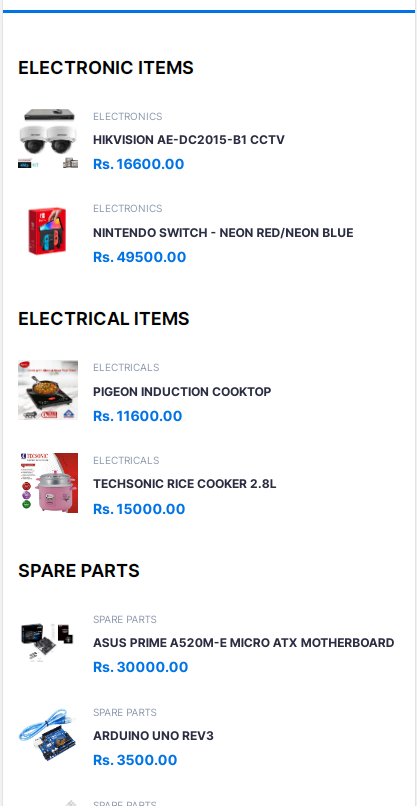 ELECTRONIC ITEMS
ELECTRONICS
HIKVISION AE-DC2015-B1 CCTV
Rs. 16600.00
ELECTRONICS
NINTENDO SWITCH - NEON RED/NEON BLUE
Rs. 49500.00
ELECTRICAL ITEMS
ELECTRICALS
PIGEON INDUCTION COOKTOP
Rs. 11600.00
TECHSONIC
ELECTRICALS
TECHSONIC RICE COOKER 2.8L
Rs. 15000.00
SPARE PARTS
SPARE PARTS
ASUS PRIME A520M-E MICRO ATX MOTHERBOARD
Rs. 30000.00
SPARE PARTS
ARDUINO UNO REV3
Rs. 3500.00
SPARE PARTS